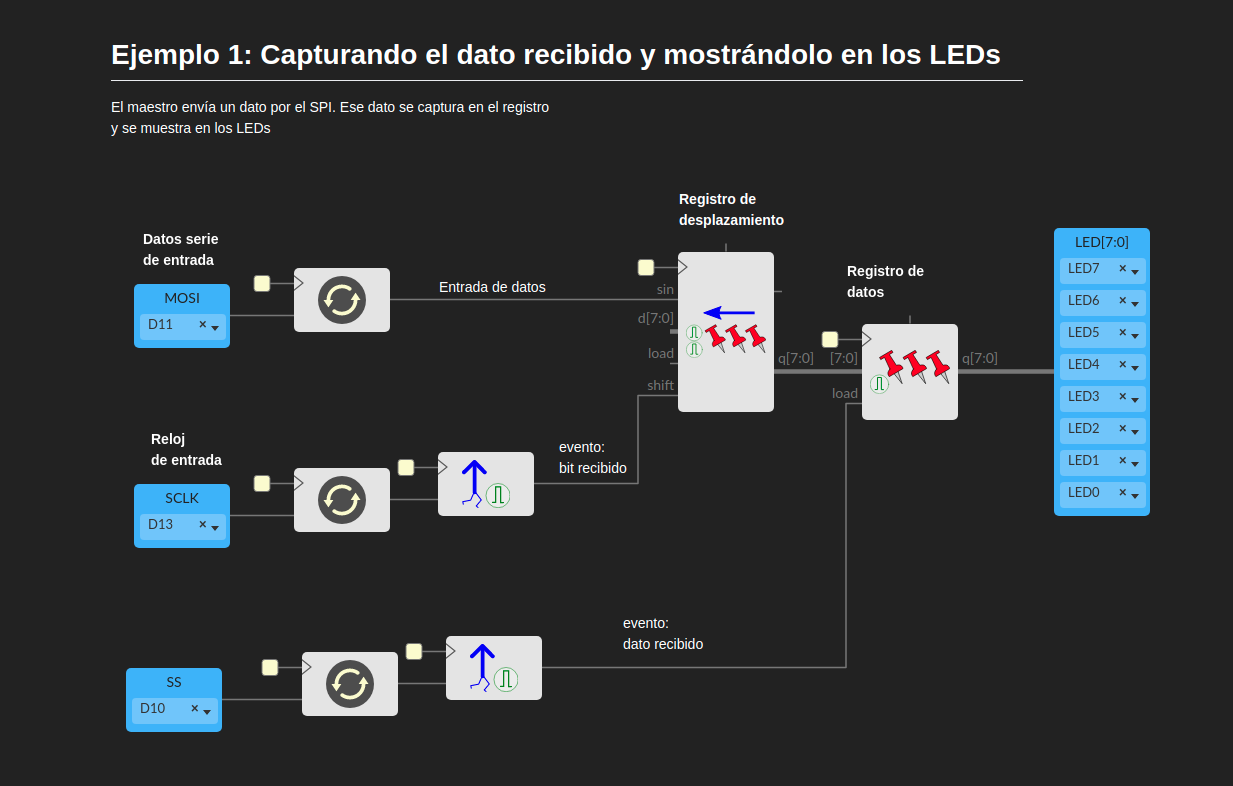 Ejemplo 1: Capturando el dato recibido y mostrándolo en los LEDs
El maestro envía un dato por el SPI. Ese dato se captura en el registro
y se muestra en los LEDs
Registro de
desplazamiento
Datos serie
de entrada
MOSI
D11 ×
Entrada de datos
sin
d[7:0]
load
shift
q[7:0]
Registro de
datos
[7:0]
load
q[7:0]
LED[7:0]
LED7 ×
LED6 ×
LED5 ×
LED4 ×
LED3 ×
LED2 ×
LED1 ×
LED0 ×
Reloj
de entrada
SCLK
D13 ×
evento:
bit recibido
SS
D10 ×
evento:
dato recibido